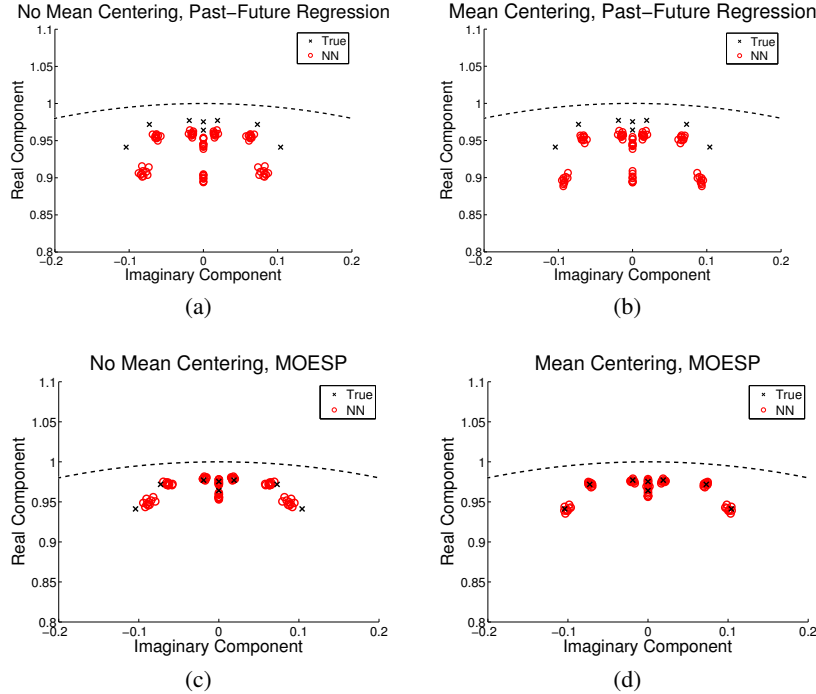 No Mean Centering, Past-Future Regression
1.1
1.05
1
0.95
0.9
0.85
0.8
−0.2
−0.1
0
0.1
0.2
Real Component
Imaginary Component
True
NN
(a)
Mean Centering, Past-Future Regression
1.1
1.05
1
0.95
0.9
0.85
0.8
−0.2
−0.1
0
0.1
0.2
Real Component
Imaginary Component
True
NN
(b)
No Mean Centering, MOESP
1.1
1.05
1
0.95
0.9
0.85
0.8
−0.2
−0.1
0
0.1
0.2
Real Component
Imaginary Component
True
NN
(c)
Mean Centering, MOESP
1.1
1.05
1
0.95
0.9
0.85
0.8
−0.2
−0.1
0
0.1
0.2
Real Component
Imaginary Component
True
NN
(d)